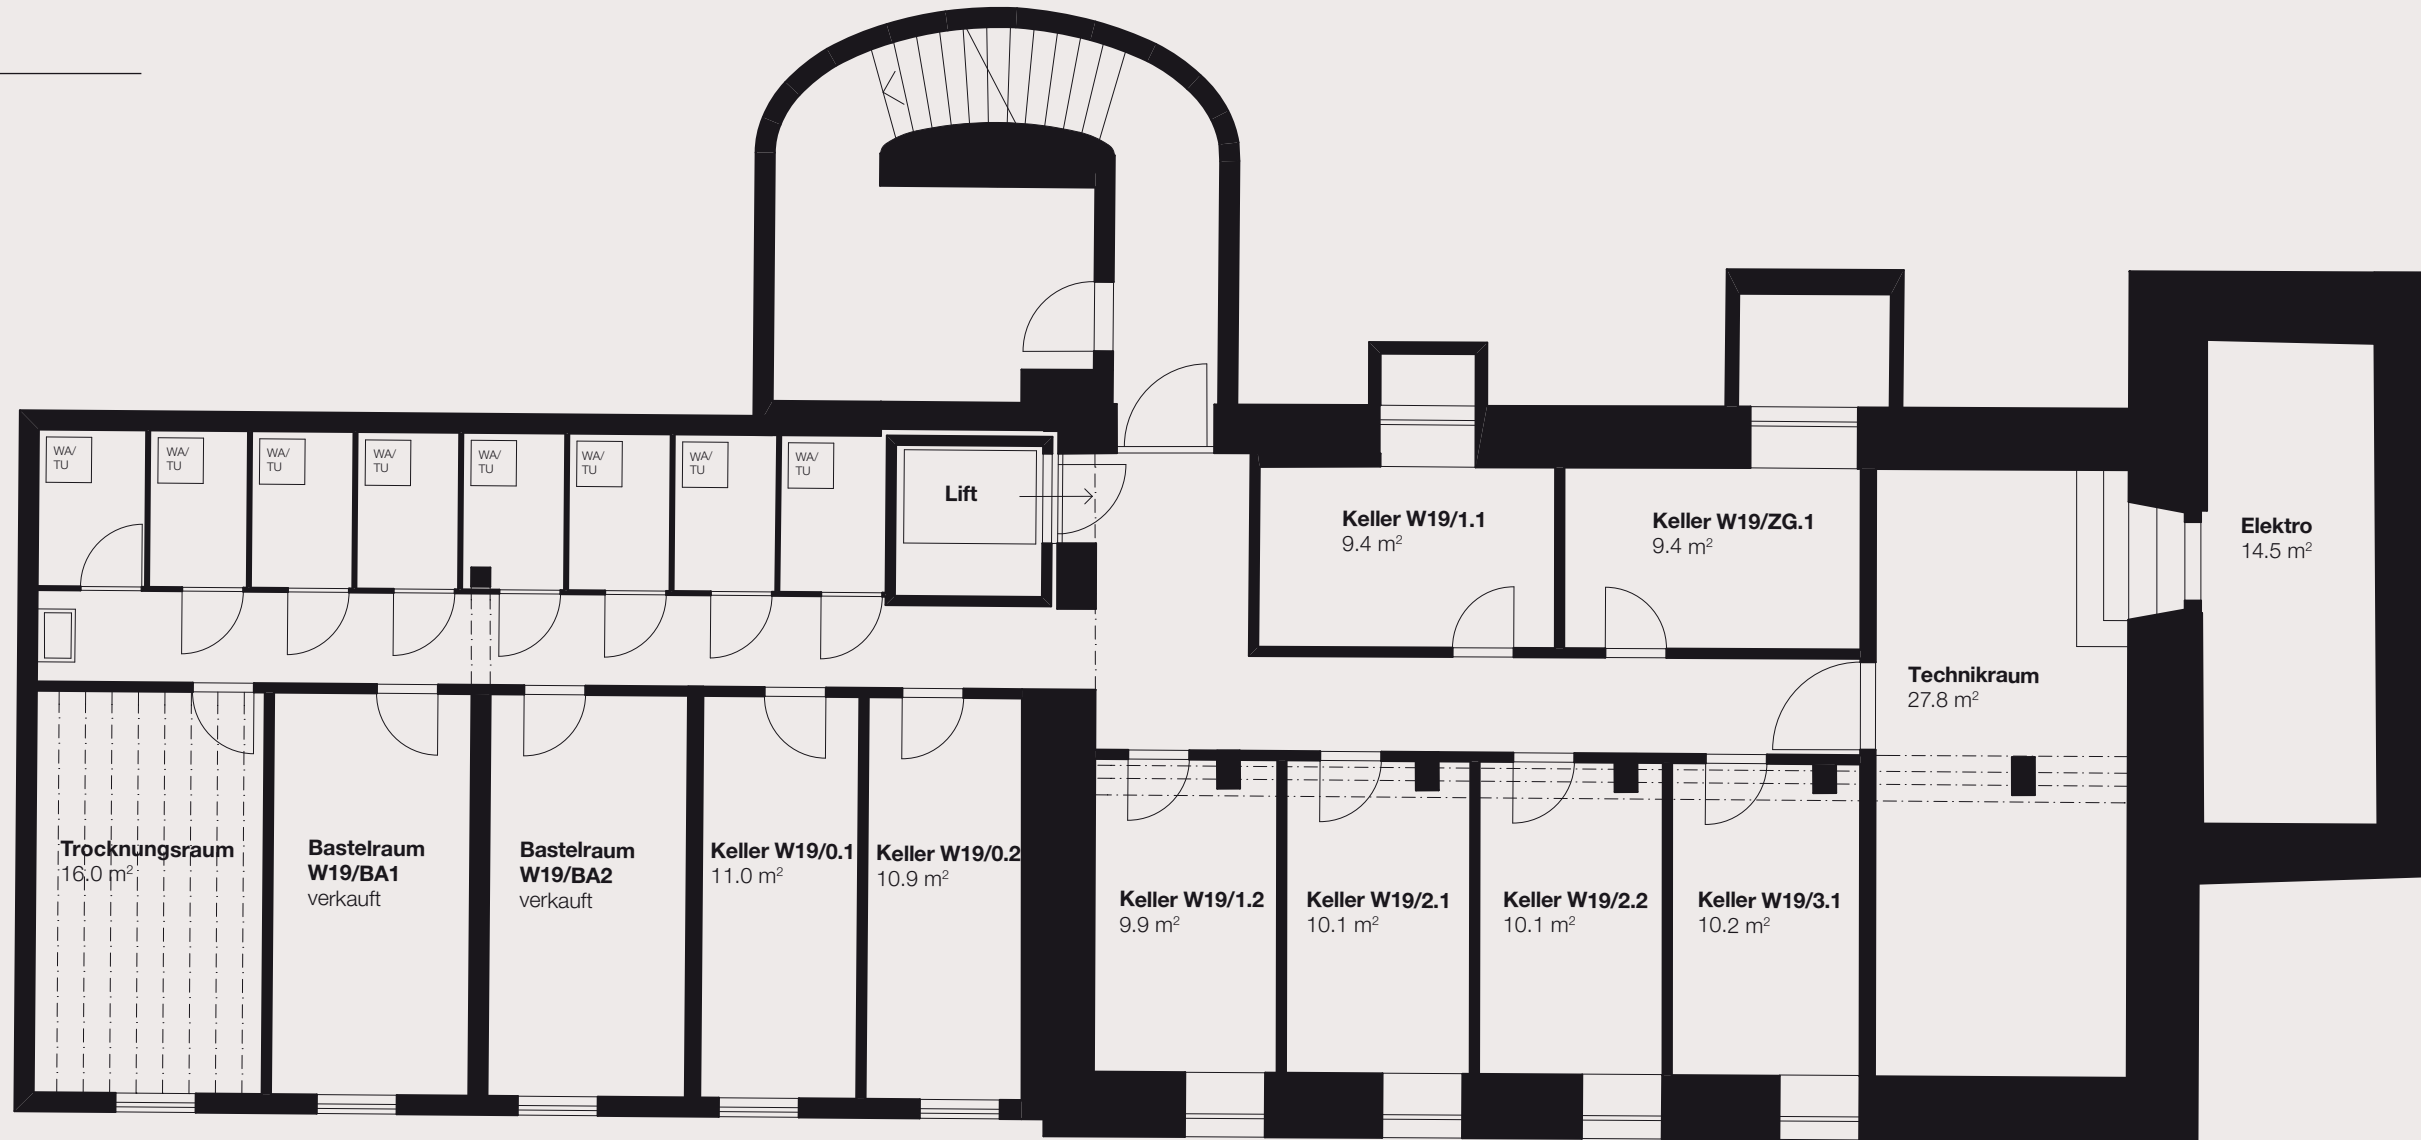 WA/
TU
WA/
TU
WA/
TU
WA/
TU
WA/
TU
WA/
TU
WA/
TU
WA/
TU
Lift
Keller W19/1.1
9.4 m²
Keller W19/ZG.1
9.4 m²
Elektro
14.5 m²
Technikraum
27.8 m²
Trocknungsraum
16.0 m²
Bastelraum
W19/BA1
verkauft
Bastelraum
W19/BA2
verkauft
Keller W19/0.1
11.0 m²
Keller W19/0.2
10.9 m²
Keller W19/1.2
9.9 m²
Keller W19/2.1
10.1 m²
Keller W19/2.2
10.1 m²
Keller W19/3.1
10.2 m²